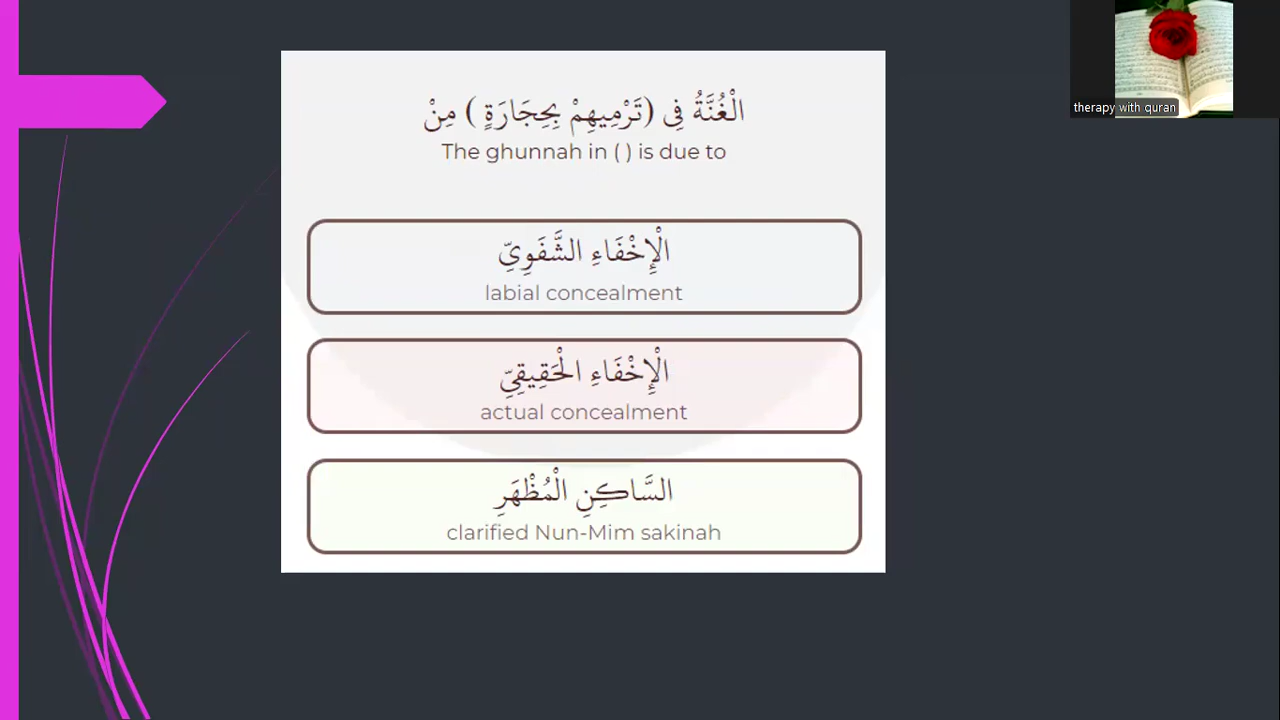 الْغُنَّةُ فِى (تَرْمِيهِمْ بِحِجَارَةٍ ) مِنْ
The ghunnah in ( ) is due to
الْإِخْفَاءِ الشَّفَوِىِّ
labial concealment
الْإِخْفَاءِ الْحَقِيقِىِّ
actual concealment
السَّاكِنِ الْمُظْهَرِ
clarified Nun-Mim sakinah
therapy with quran